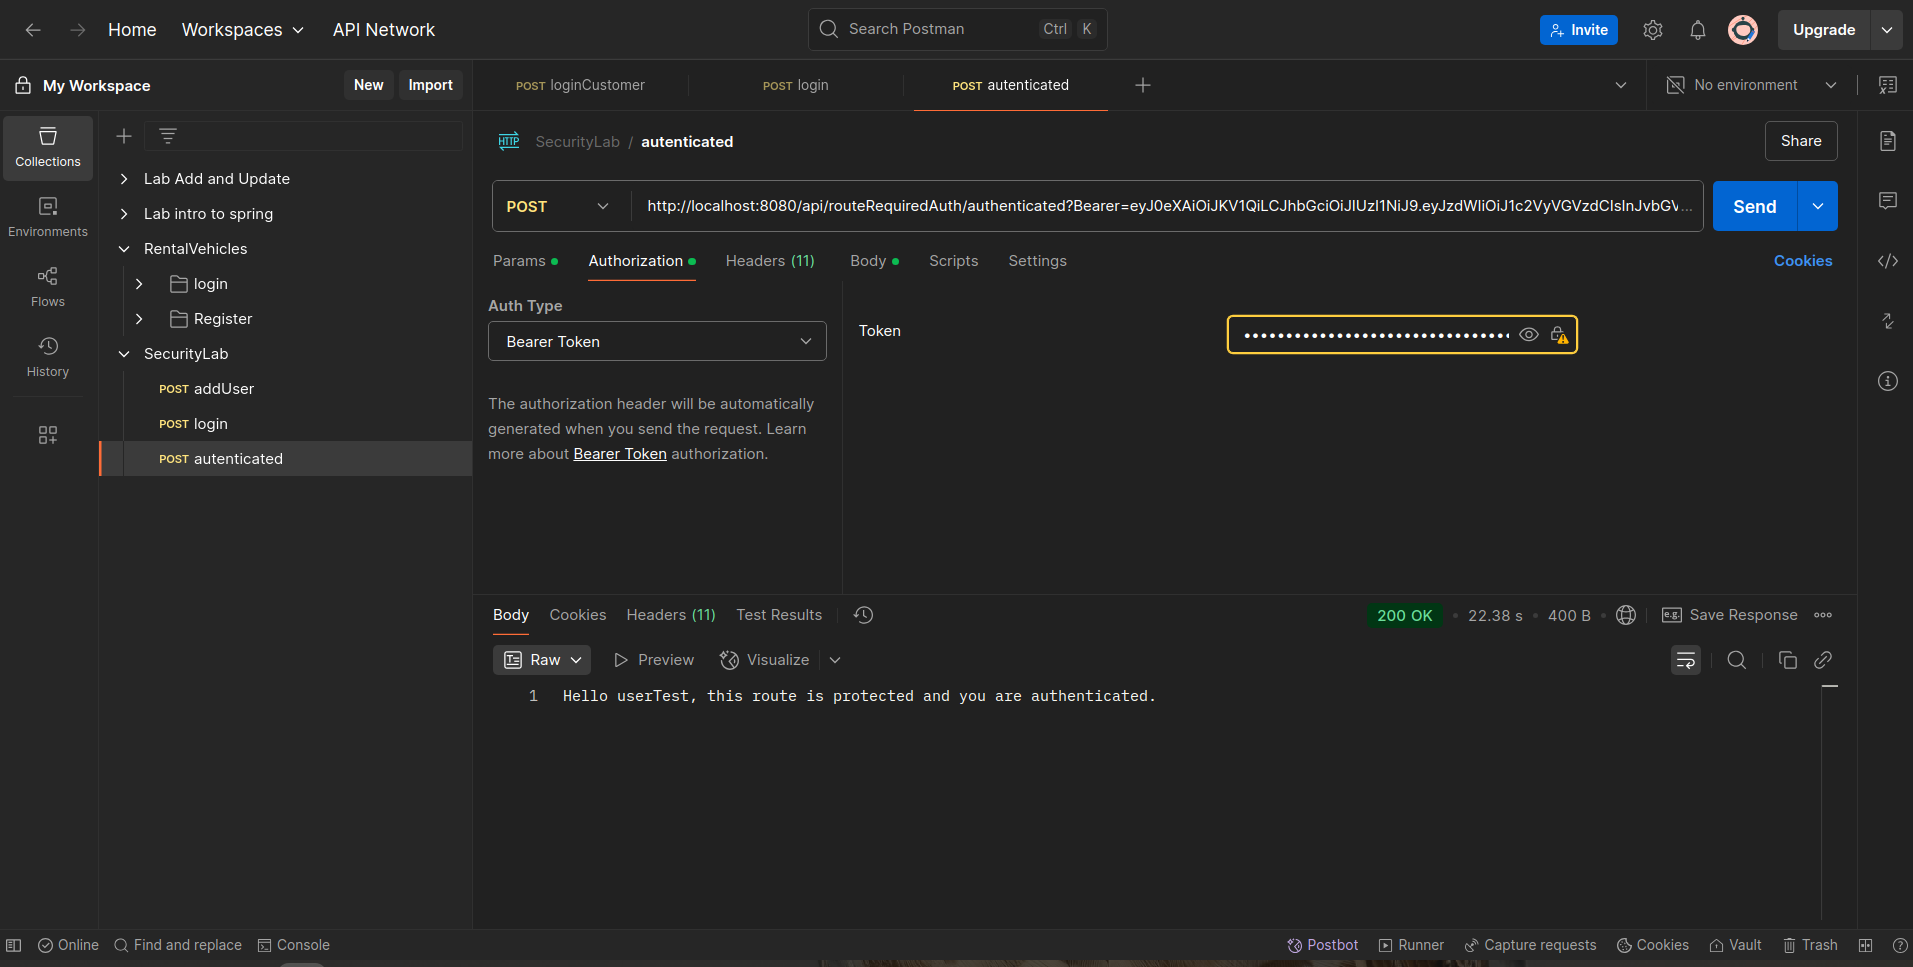 Home Workspaces API Network Search Postman Ctrl K Invite Upgrade
My Workspace New Import POST loginCustomer POST login POST autenticated No environment
Collections
Environments
Flows
History
Lab Add and Update
Lab intro to spring
RentalVehicles
login
Register
SecurityLab
POST addUser
POST login
POST autenticated
HTTP SecurityLab / autenticated Share
POST http://localhost:8080/api/routeRequiredAuth/authenticated?Bearer=eyJ0eXAiOiJKV1QiLCJhbGciOiJIUzI1NiJ9.eyJzdWIiOiJ1c2VyVGVzdCIsInJvbGV... Send
Params Authorization Headers (11) Body Scripts Settings Cookies
Auth Type
Bearer Token
The authorization header will be automatically
generated when you send the request. Learn
more about Bearer Token authorization.
Token
Body Cookies Headers (11) Test Results 200 OK • 22.38 s • 400 B • e.g. Save Response
Raw Preview Visualize
1 Hello userTest, this route is protected and you are authenticated.
Online Find and replace Console Postbot Runner Capture requests Cookies Vault Trash